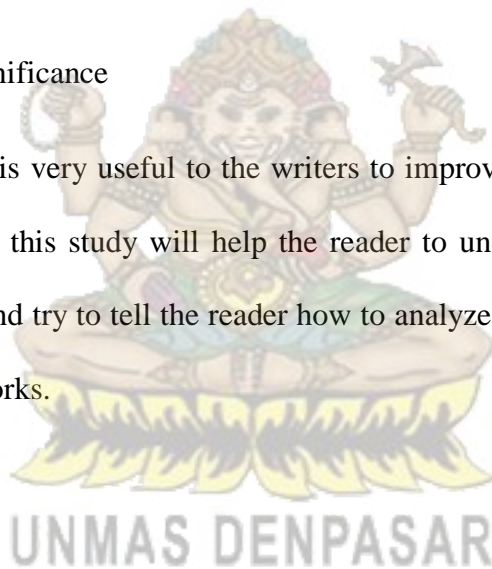 nificance
is very useful to the writers to improv
this study will help the reader to un
nd try to tell the reader how to analyze
orks.
UNMAS DENPASAR